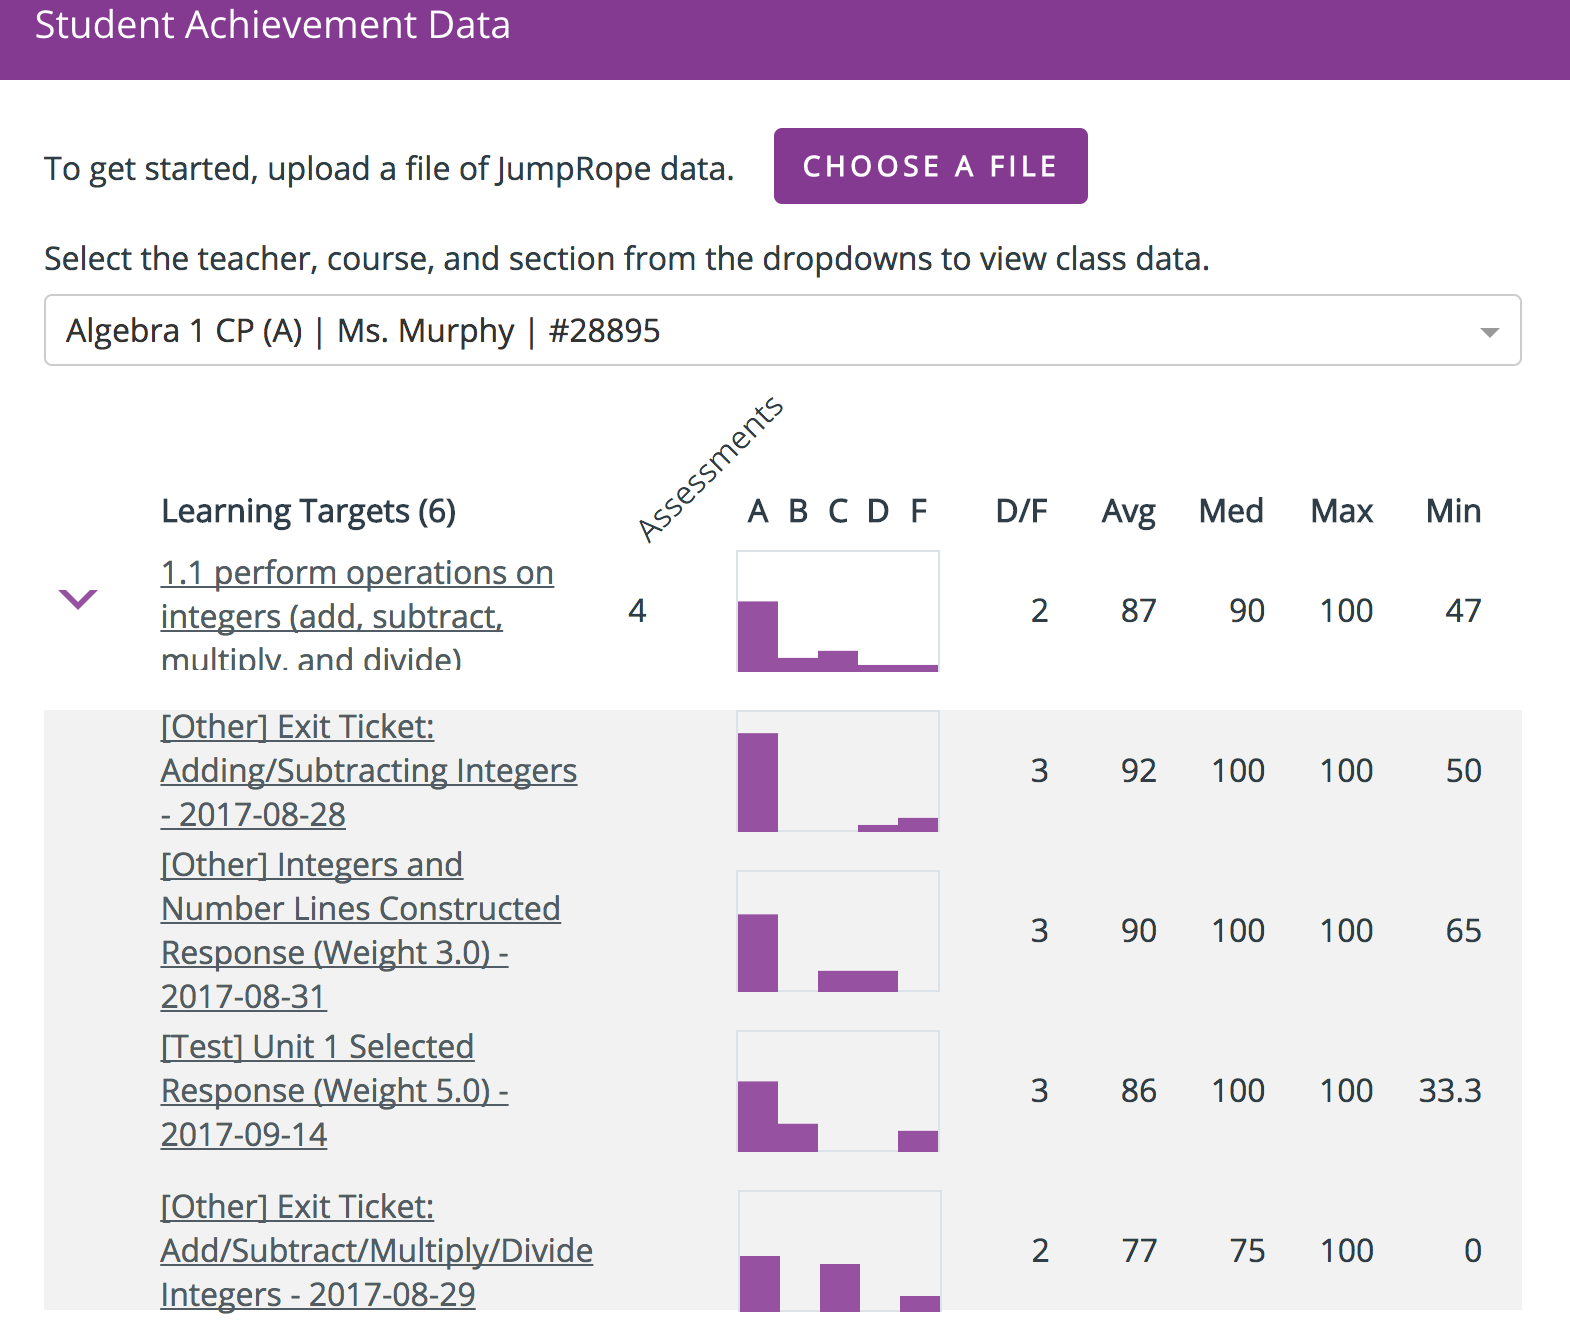 Student Achievement Data
To get started, upload a file of JumpRope data.
CHOOSE A FILE
Select the teacher, course, and section from the dropdowns to view class data.
Algebra 1 CP (A) | Ms. Murphy | #28895
Assessments
Learning Targets (6) A B C D F D/F Avg Med Max Min
1.1 perform operations on
integers (add, subtract,
multiply, and divide)
4 2 87 90 100 47
[Other] Exit Ticket:
Adding/Subtracting Integers
- 2017-08-28
3 92 100 100 50
[Other] Integers and
Number Lines Constructed
Response (Weight 3.0) -
2017-08-31
3 90 100 100 65
[Test] Unit 1 Selected
Response (Weight 5.0) -
2017-09-14
3 86 100 100 33.3
[Other] Exit Ticket:
Add/Subtract/Multiply/Divide
Integers - 2017-08-29
2 77 75 100 0